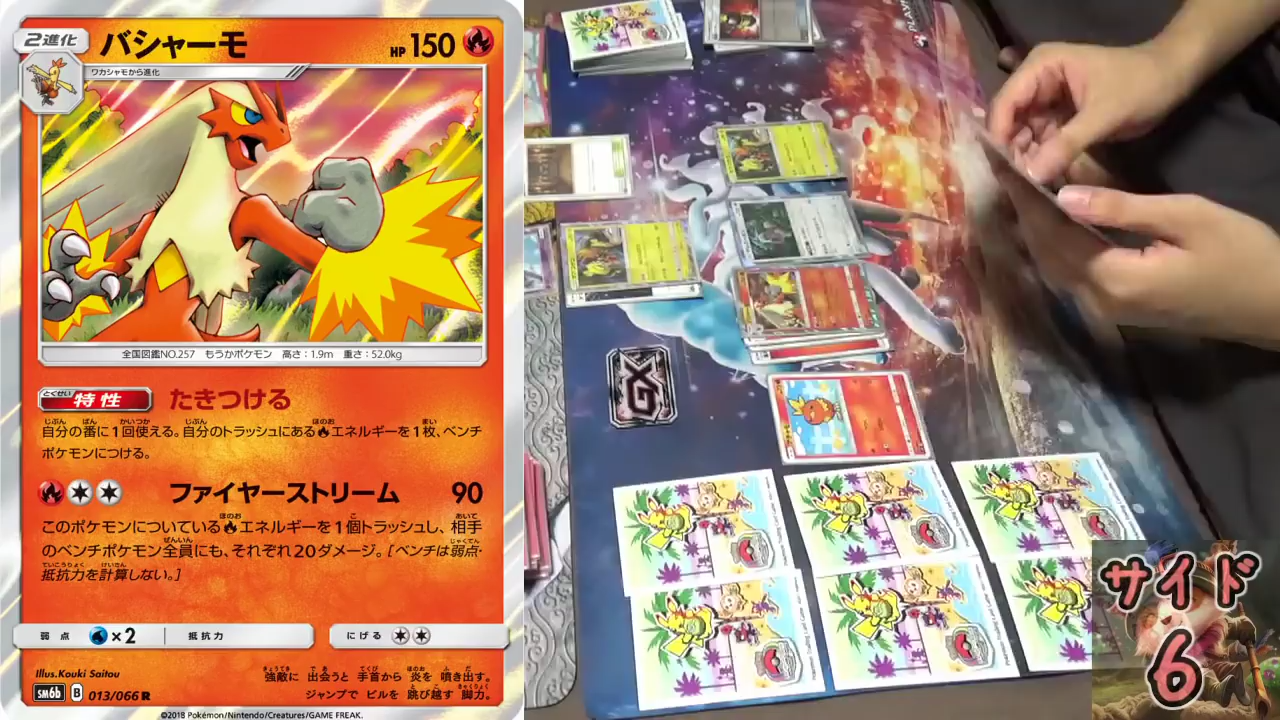 2進化
バシャーモ
HP 150
ワカシャモから進化
全国図鑑NO.257 もうかポケモン 高さ:1.9m 重さ:52.0kg
とくせい
特性 たきつける
自分の番に1回使える。自分のトラッシュにある エネルギーを1枚、ベンチ
ポケモンにつける。
ファイヤーストリーム 90
このポケモンについている エネルギーを1個トラッシュし、相手
のベンチポケモン全員にも、それぞれ20ダメージ。[ベンチは弱点・
抵抗力を計算しない。]
弱点 ×2 抵抗力 にげる
Illus.Kouki Saitou
強敵に 出会うと 手首から 炎を 噴き出す。
ジャンプで ビルを 跳び越す 脚力。
SM6b B 013/066 R
©2018 Pokémon/Nintendo/Creatures/GAME FREAK.
GX
サイド
6